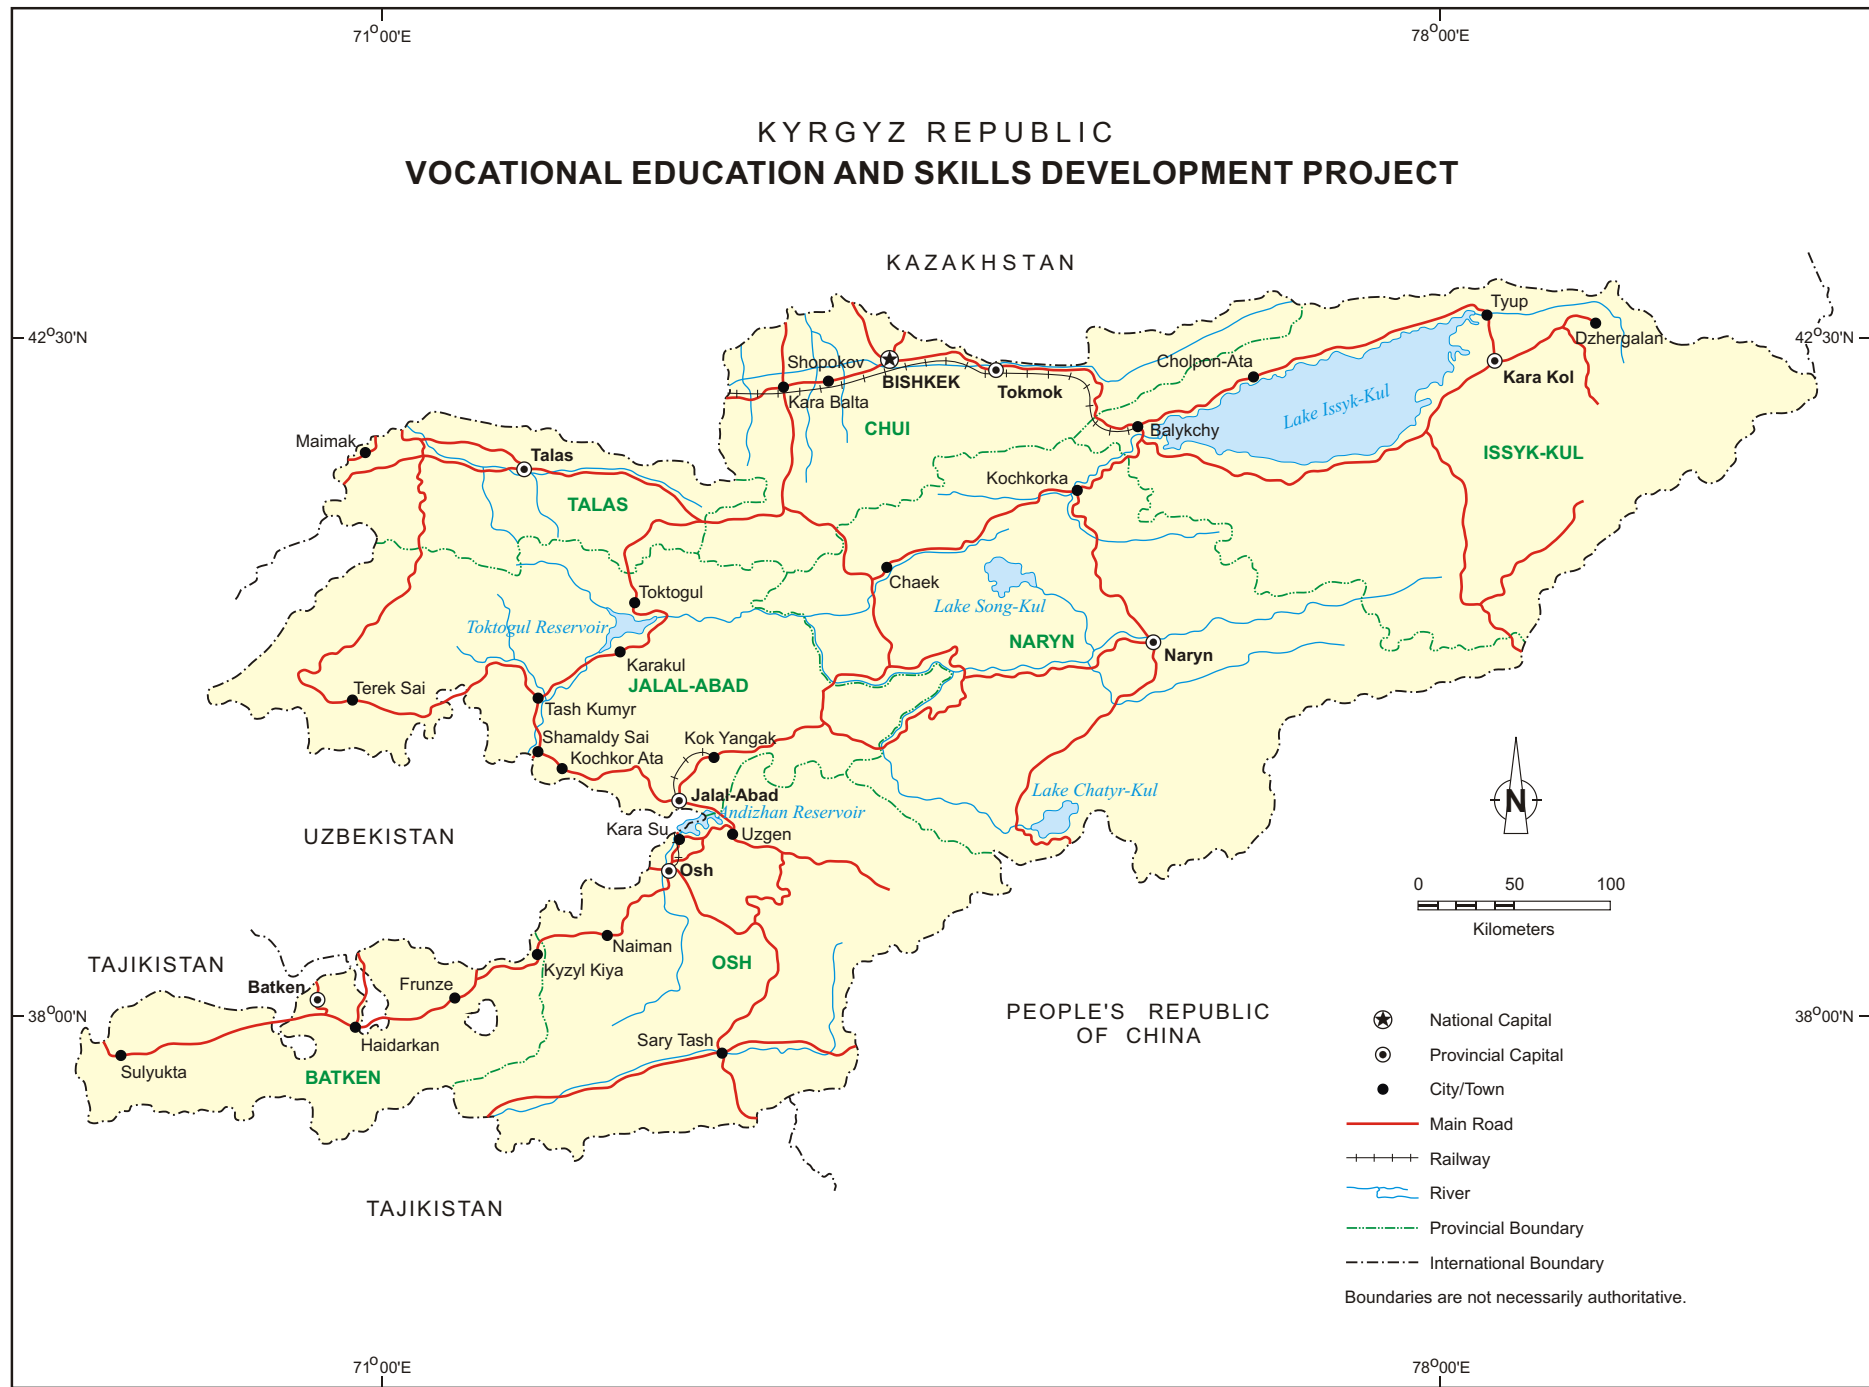 71°00'E
78°00'E
KYRGYZ REPUBLIC
VOCATIONAL EDUCATION AND SKILLS DEVELOPMENT PROJECT
KAZAKHSTAN
42°30'N
42°30'N
Tyup
Dzhergalan
Shopokov
BISHKEK
Cholpon-Ata
Kara Kol
Tokmok
Kara Balta
Lake Issyk-Kul
CHUI
Balykchy
Maimak
Talas
ISSYK-KUL
Kochkorka
TALAS
Chaek
Toktogul
Lake Song-Kul
Toktogul Reservoir
NARYN
Naryn
Karakul
JALAL-ABAD
Terek Sai
Tash Kumyr
Shamaldy Sai
Kok Yangak
Kochkor Ata
Lake Chatyr-Kul
Jalal-Abad
Andizhan Reservoir
N
Kara Su
Uzgen
UZBEKISTAN
Osh
0 50 100
Kilometers
Naiman
TAJIKISTAN
OSH
Kyzyl Kiya
Batken
Frunze
PEOPLE'S REPUBLIC
OF CHINA
38°00'N
38°00'N
Haidarkan
Sary Tash
Sulyukta
BATKEN
National Capital
Provincial Capital
City/Town
Main Road
Railway
River
Provincial Boundary
International Boundary
Boundaries are not necessarily authoritative.
TAJIKISTAN
71°00'E
78°00'E